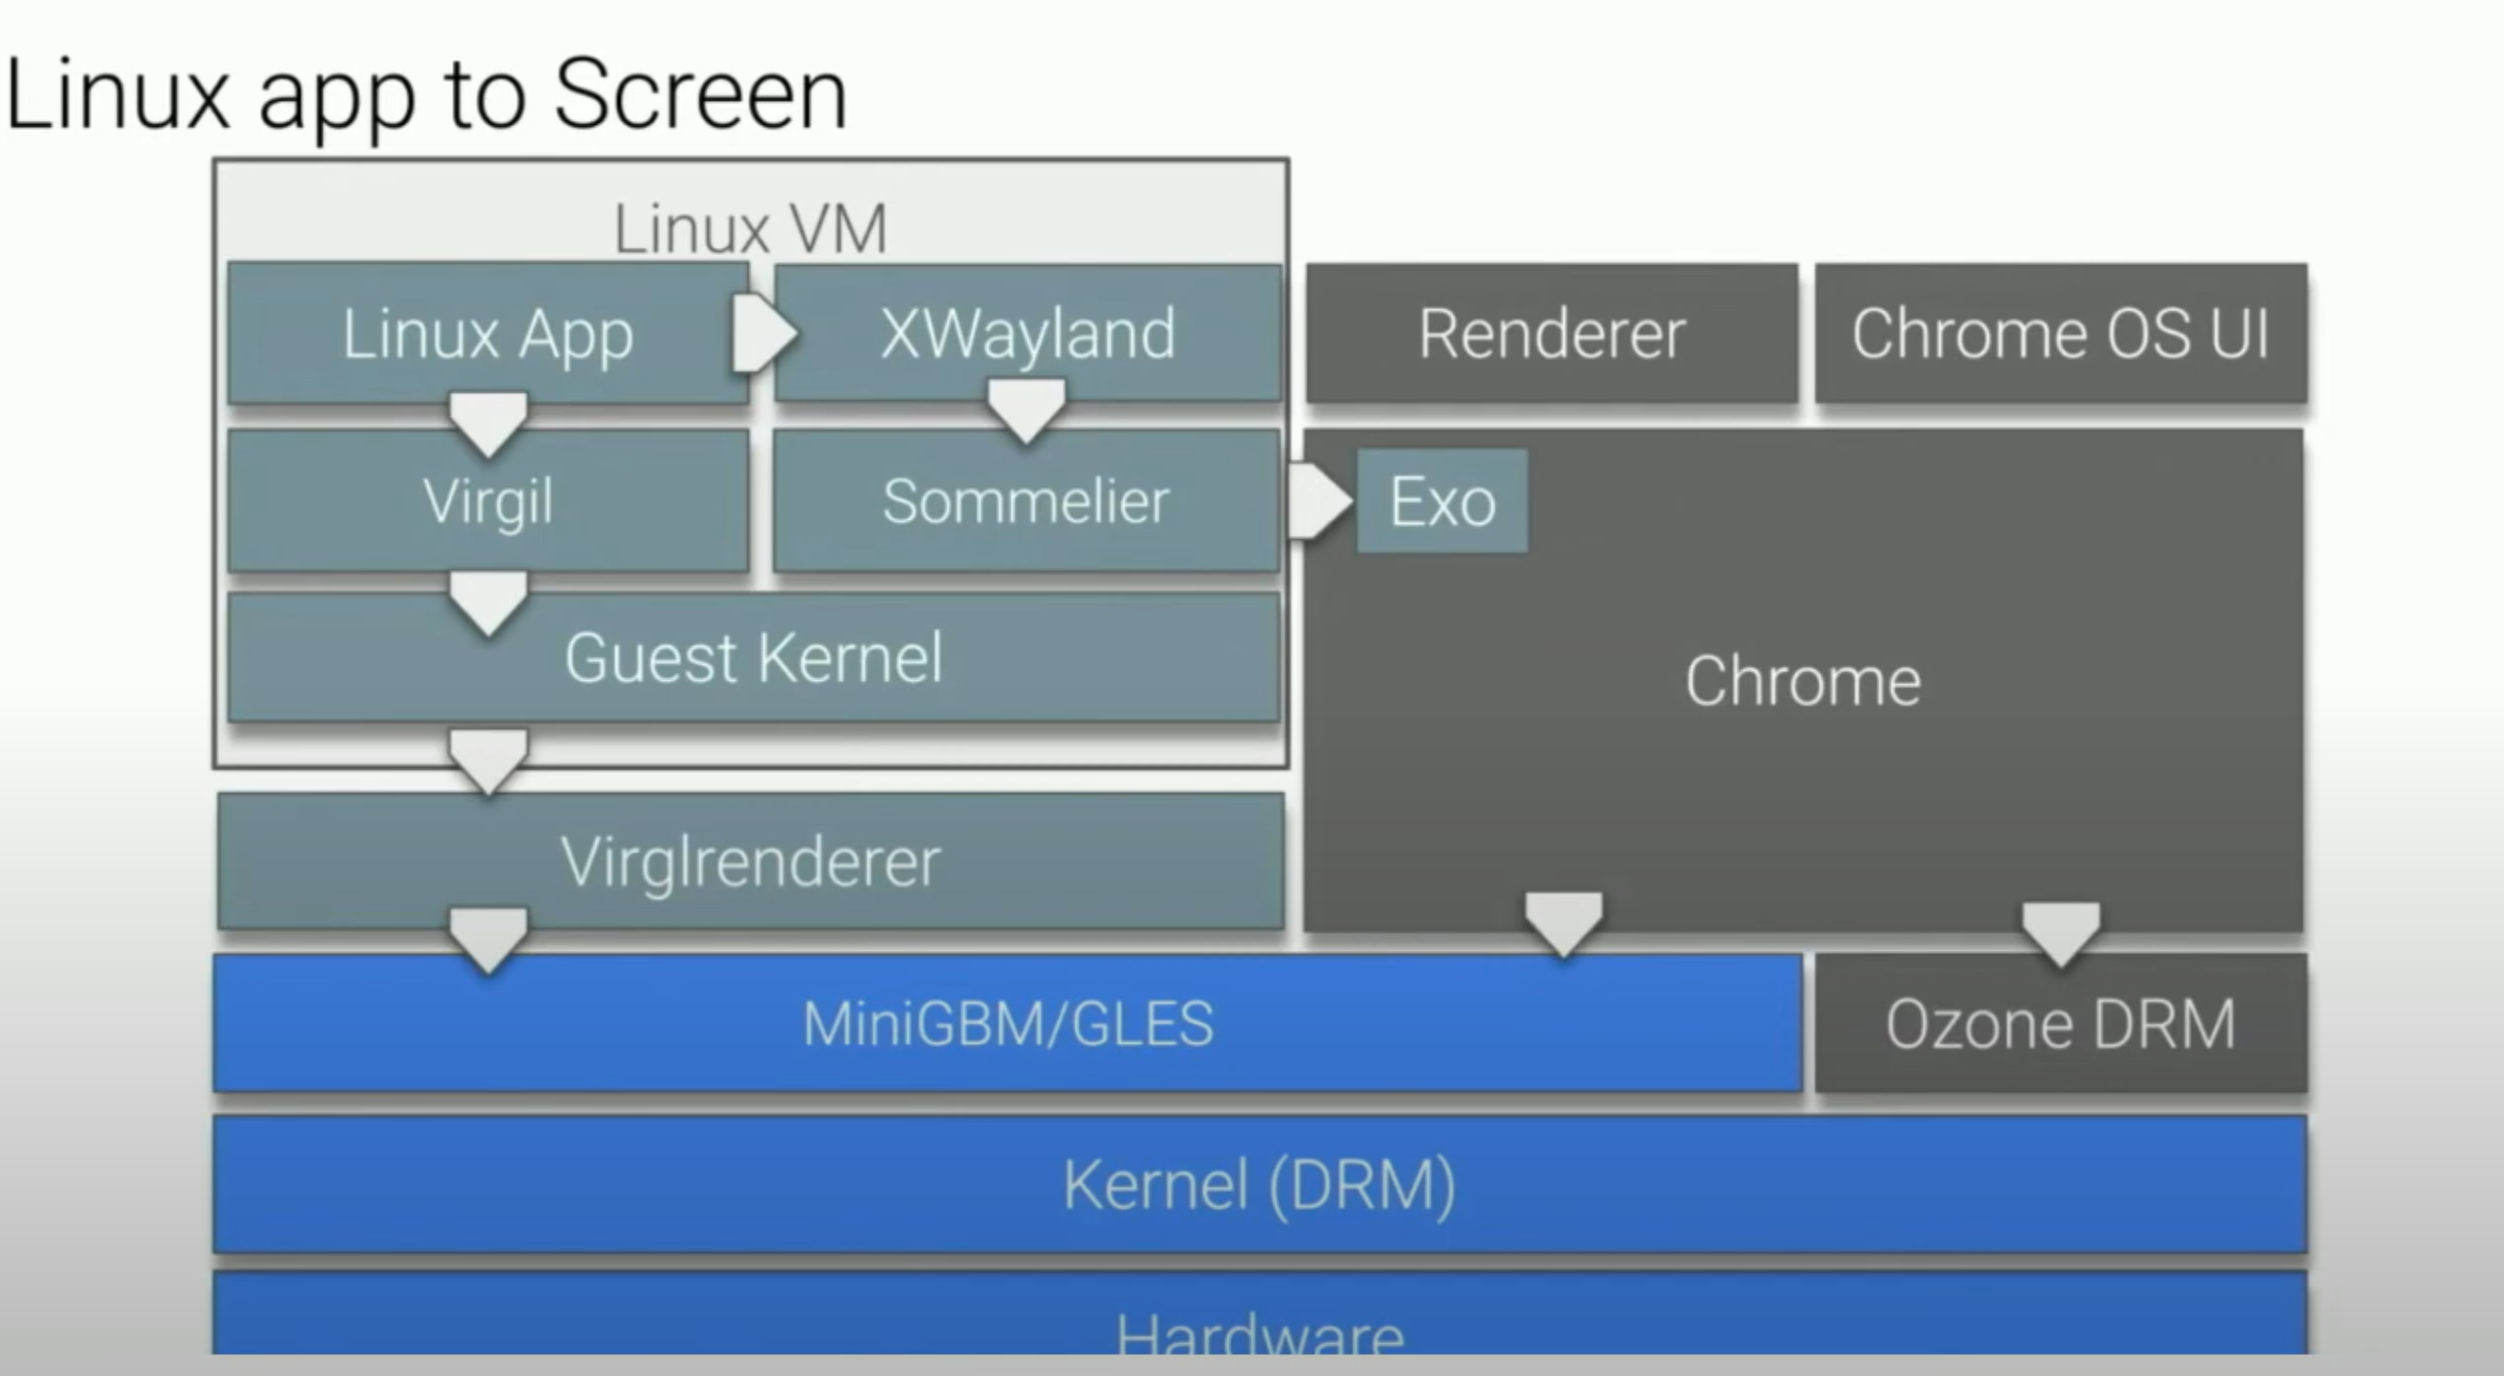 Linux app to Screen
Linux VM
Linux App
XWayland
Renderer
Chrome OS UI
Virgil
Sommelier
Exo
Guest Kernel
Chrome
Virglrenderer
MiniGBM/GLES
Ozone DRM
Kernel (DRM)
Hardware